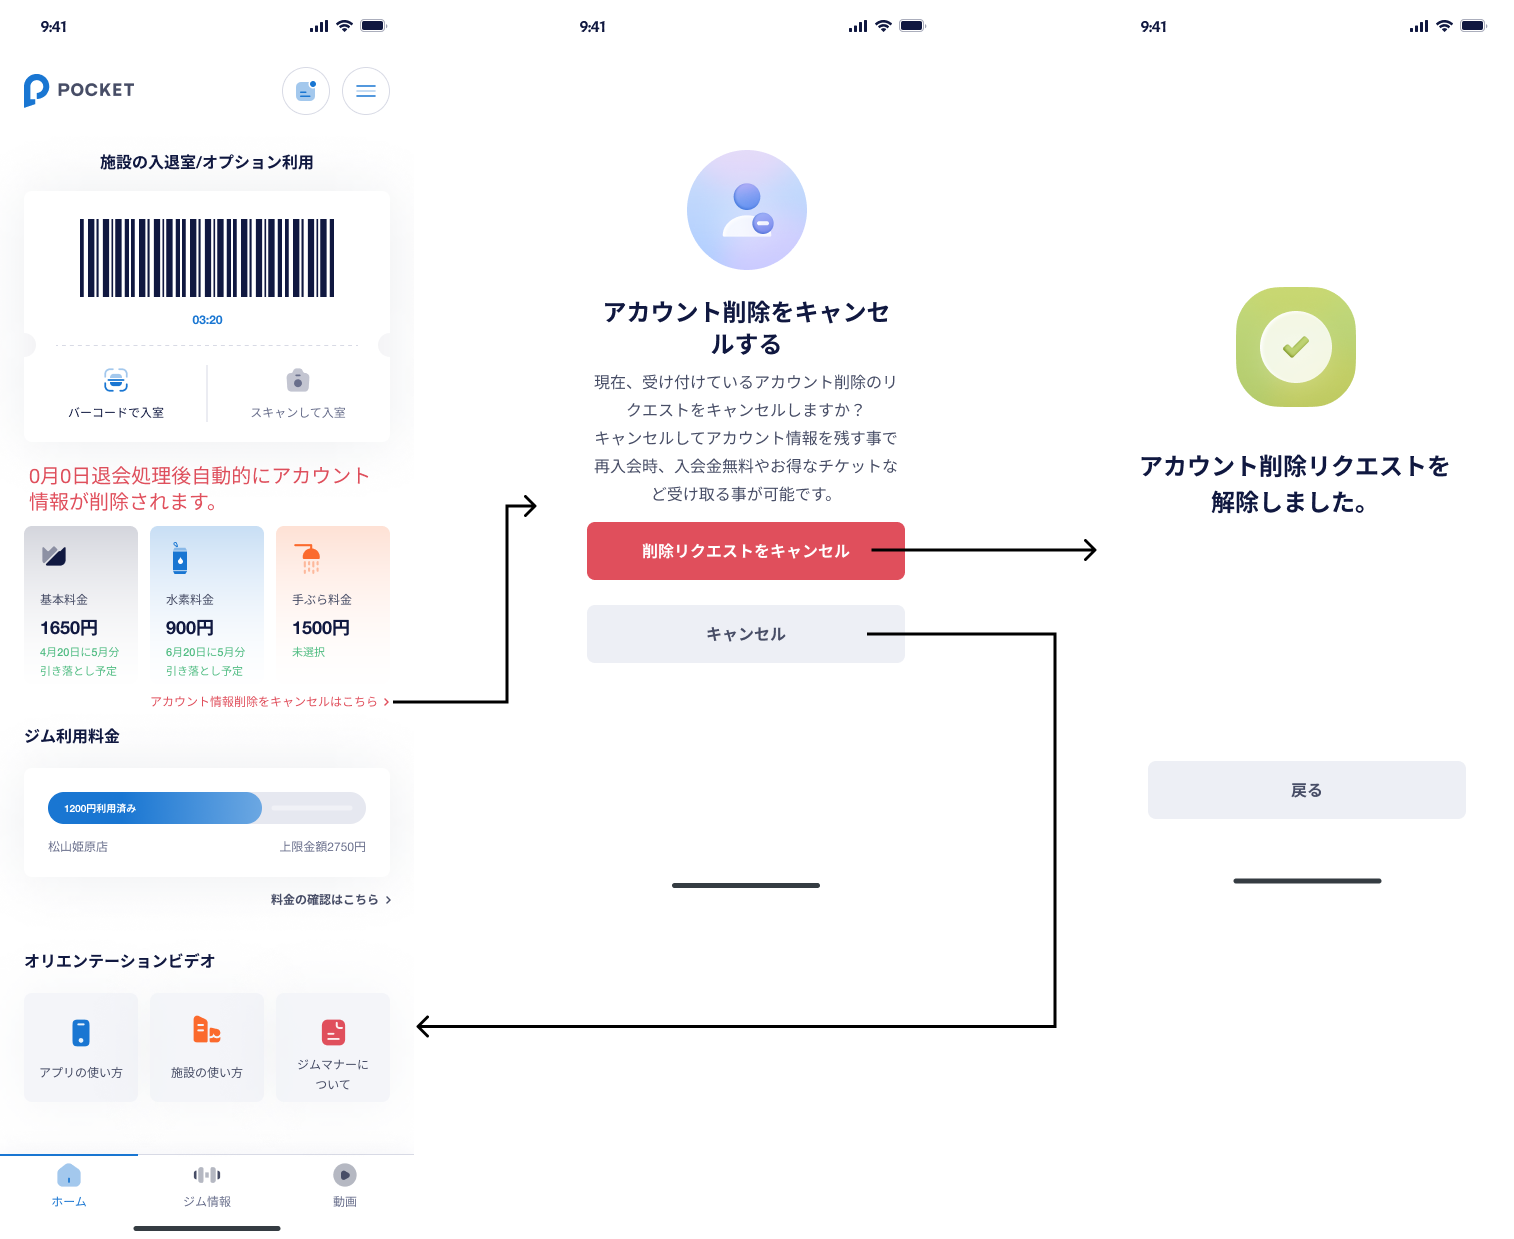 9:41
POCKET
施設の入退室/オプション利用
03:20
バーコードで入室
スキャンして入室
0月0日退会処理後自動的にアカウント
情報が削除されます。
基本料金
1650円
4月20日に5月分
引き落とし予定
水素料金
900円
6月20日に5月分
引き落とし予定
手ぶら料金
1500円
未選択
アカウント情報削除をキャンセルはこちら
ジム利用料金
1200円利用済み
松山姫原店
上限金額2750円
料金の確認はこちら
オリエンテーションビデオ
アプリの使い方
施設の使い方
ジムマナーに
ついて
ホーム
ジム情報
動画
9:41
アカウント削除をキャンセ
ルする
現在、受け付けているアカウント削除のリ
クエストをキャンセルしますか？
キャンセルしてアカウント情報を残す事で
再入会時、入会金無料やお得なチケットな
ど受け取る事が可能です。
削除リクエストをキャンセル
キャンセル
9:41
アカウント削除リクエストを
解除しました。
戻る